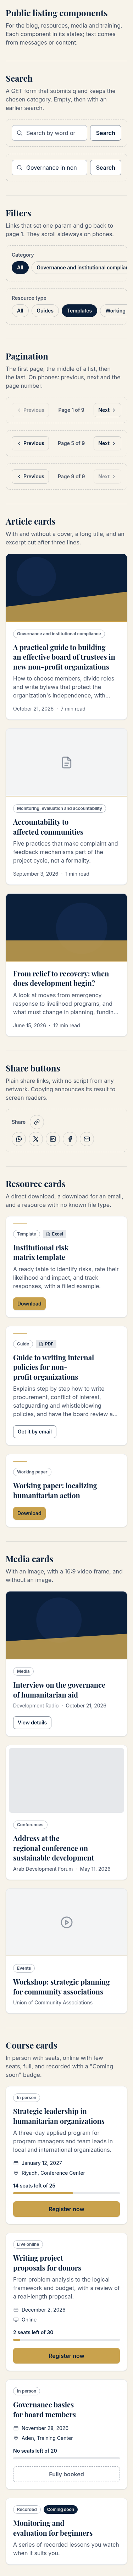 Public listing components
For the blog, resources, media and training.
Each component in its states; text comes
from messages or content.
Search
A GET form that submits q and keeps the
chosen category. Empty, then with an
earlier search.
Search by word or
Search
Governance in non
Search
Filters
Links that set one param and go back to
page 1. They scroll sideways on phones.
Category
All
Governance and institutional complian
Resource type
All
Guides
Templates
Working
Pagination
The first page, the middle of a list, then
the last. On phones: previous, next and the
page number.
Previous
Page 1 of 9
Next
Previous
Page 5 of 9
Next
Previous
Page 9 of 9
Next
Article cards
With and without a cover, a long title, and an
excerpt cut after three lines.
Governance and institutional compliance
A practical guide to building
an effective board of trustees in
new non-profit organizations
How to choose members, divide roles
and write bylaws that protect the
organization's independence, with…
October 21, 2026 · 7 min read
Monitoring, evaluation and accountability
Accountability to
affected communities
Five practices that make complaint and
feedback mechanisms part of the
project cycle, not a formality.
September 3, 2026 · 1 min read
From relief to recovery: when
does development begin?
A look at moves from emergency
response to livelihood programs, and
what must change in planning, fundin…
June 15, 2026 · 12 min read
Share buttons
Plain share links, with no script from any
network. Copying announces its result to
screen readers.
Share
Resource cards
A direct download, a download for an email,
and a resource with no known file type.
Template
Excel
Institutional risk
matrix template
A ready table to identify risks, rate their
likelihood and impact, and track
responses, with a filled example.
Download
Guide
PDF
Guide to writing internal
policies for non-
profit organizations
Explains step by step how to write
procurement, conflict of interest,
safeguarding and whistleblowing
policies, and have the board review a…
Get it by email
Working paper
Working paper: localizing
humanitarian action
Download
Media cards
With an image, with a 16:9 video frame, and
without an image.
Media
Interview on the governance
of humanitarian aid
Development Radio · October 21, 2026
View details
Conferences
Address at the
regional conference on
sustainable development
Arab Development Forum · May 11, 2026
Events
Workshop: strategic planning
for community associations
Union of Community Associations
Course cards
In person with seats, online with few
seats, full, and recorded with a "Coming
soon" badge.
In person
Strategic leadership in
humanitarian organizations
A three-day applied program for
program managers and team leads in
local and international organizations.
January 12, 2027
Riyadh, Conference Center
14 seats left of 25
Register now
Live online
Writing project
proposals for donors
From problem analysis to the logical
framework and budget, with a review of
a real-length proposal.
December 2, 2026
Online
2 seats left of 30
Register now
In person
Governance basics
for board members
November 28, 2026
Aden, Training Center
No seats left of 20
Fully booked
Recorded
Coming soon
Monitoring and
evaluation for beginners
A series of recorded lessons you watch
when it suits you.